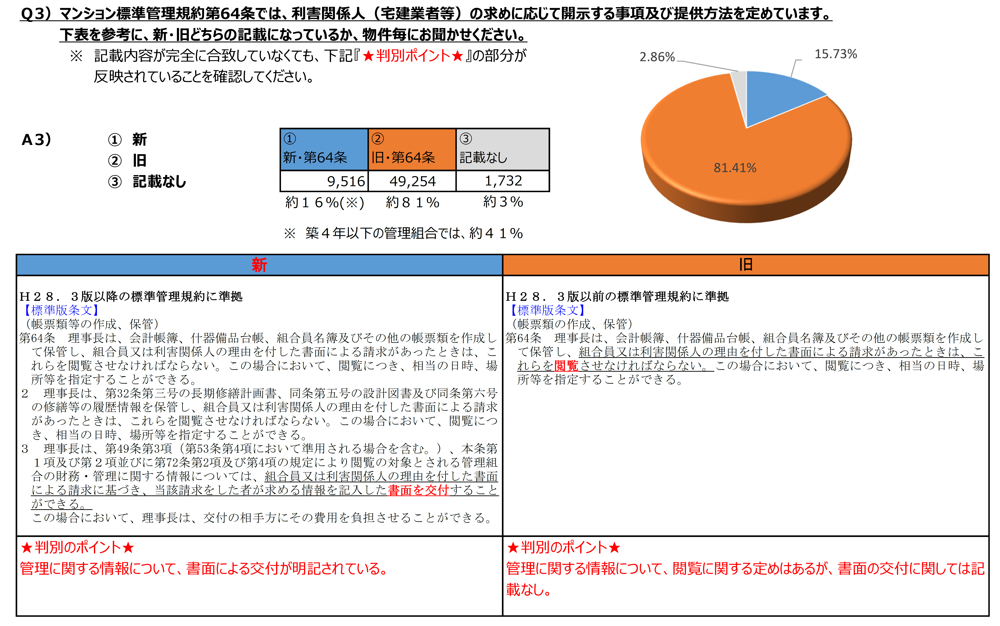 Q3）マンション標準管理規約第64条では、利害関係人（宅建業者等）の求めに応じて開示する事項及び提供方法を定めています。
下表を参考に、新・旧どちらの記載になっているか、物件毎にお聞かせください。
※　記載内容が完全に合致していなくても、下記『★判別ポイント★』の部分が
反映されていることを確認してください。
2.86%
15.73%
81.41%
A3）
①　新
②　旧
③　記載なし
①
新・第64条
②
旧・第64条
③
記載なし
9,516
49,254
1,732
約１６％(※)
約８１％
約３％
※　築４年以下の管理組合では、約４１％
新
H２８．３版以降の標準管理規約に準拠
【標準版条文】
（帳票類等の作成、保管）
第64条　理事長は、会計帳簿、什器備品台帳、組合員名簿及びその他の帳票類を作成し
て保管し、組合員又は利害関係人の理由を付した書面による請求があったときは、こ
れらを閲覧させなければならない。この場合において、閲覧につき、相当の日時、場
所等を指定することができる。
２　理事長は、第32条第三号の長期修繕計画書、同条第五号の設計図書及び同条第六号
の修繕等の履歴情報を保管し、組合員又は利害関係人の理由を付した書面による請求
があったときは、これらを閲覧させなければならない。この場合において、閲覧につ
き、相当の日時、場所等を指定することができる。
３　理事長は、第49条第3項（第53条第4項において準用される場合を含む。）、本条第
１項及び第２項並びに第72条第2項及び第4項の規定により閲覧の対象とされる管理組
合の財務・管理に関する情報については、組合員又は利害関係人の理由を付した書面
による請求に基づき、当該請求をした者が求める情報を記入した書面を交付すること
ができる。
この場合において、理事長は、交付の相手方にその費用を負担させることができる。
★判別のポイント★
管理に関する情報について、書面による交付が明記されている。
旧
H２８．３版以前の標準管理規約に準拠
【標準版条文】
（帳票類の作成、保管）
第64条　理事長は、会計帳簿、什器備品台帳、組合員名簿及びその他の帳票類を作成し
て保管し、組合員又は利害関係人の理由を付した書面による請求があったときは、こ
れらを閲覧させなければならない。この場合において、閲覧につき、相当の日時、場
所等を指定することができる。
★判別のポイント★
管理に関する情報について、閲覧に関する定めはあるが、書面の交付に関しては記
載なし。